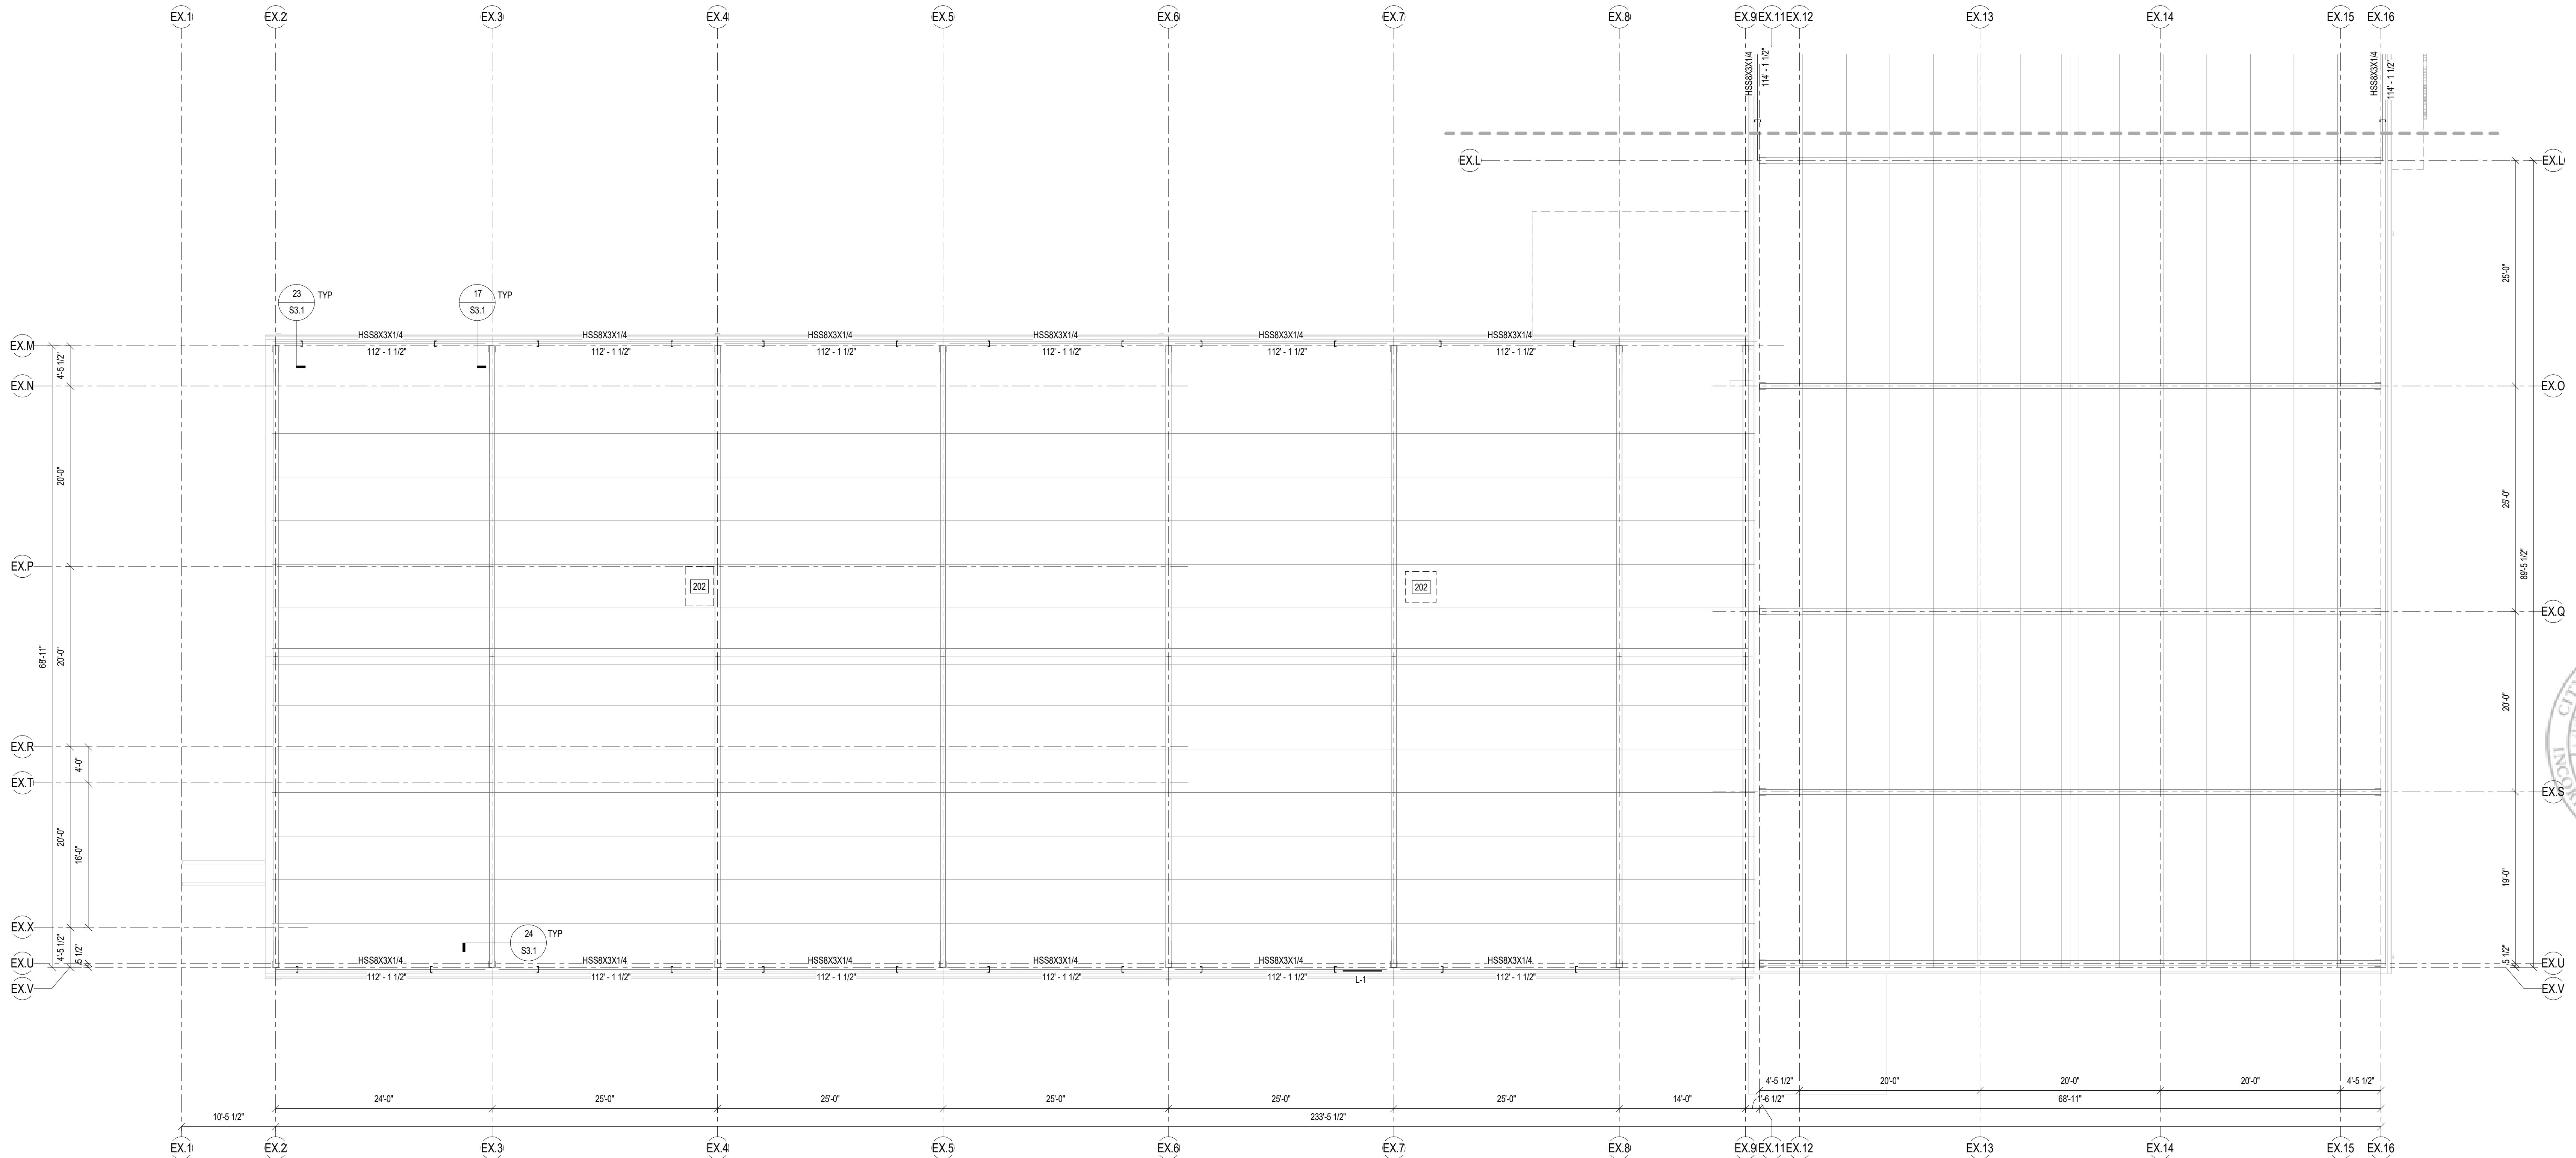 EX.1 EX.2 EX.3 EX.4 EX.5 EX.6 EX.7 EX.8 EX.9 EX.11 EX.12 EX.13 EX.14 EX.15 EX.16
HSS8X3X1/4
114' - 1 1/2"
HSS8X3X1/4
114' - 1 1/2"
EX.L EX.L
25'-0"
23 TYP
S3.1
17 TYP
S3.1
HSS8X3X1/4 HSS8X3X1/4 HSS8X3X1/4 HSS8X3X1/4 HSS8X3X1/4 HSS8X3X1/4
EX.M
112' - 1 1/2" 112' - 1 1/2" 112' - 1 1/2" 112' - 1 1/2" 112' - 1 1/2" 112' - 1 1/2"
4'-5 1/2"
EX.N EX.O
20'-0"
25'-0"
EX.P
89'-5 1/2"
202 202
EX.Q
68'-11"
20'-0"
20'-0"
CITY
INCOR
EX.R
4'-0"
EX.T EX.S
20'-0"
16'-0"
19'-0"
EX.X
24 TYP
S3.1
4'-5 1/2"
5 1/2"
5 1/2"
HSS8X3X1/4 HSS8X3X1/4 HSS8X3X1/4 HSS8X3X1/4 HSS8X3X1/4 HSS8X3X1/4
EX.U EX.U
112' - 1 1/2" 112' - 1 1/2" 112' - 1 1/2" 112' - 1 1/2" 112' - 1 1/2" 112' - 1 1/2"
L-1
EX.V EX.V
4'-5 1/2" 20'-0" 20'-0" 20'-0" 4'-5 1/2"
24'-0" 25'-0" 25'-0" 25'-0" 25'-0" 25'-0" 14'-0" 1'-6 1/2" 68'-11"
10'-5 1/2" 233'-5 1/2"
EX.1 EX.2 EX.3 EX.4 EX.5 EX.6 EX.7 EX.8 EX.9 EX.11 EX.12 EX.13 EX.14 EX.15 EX.16